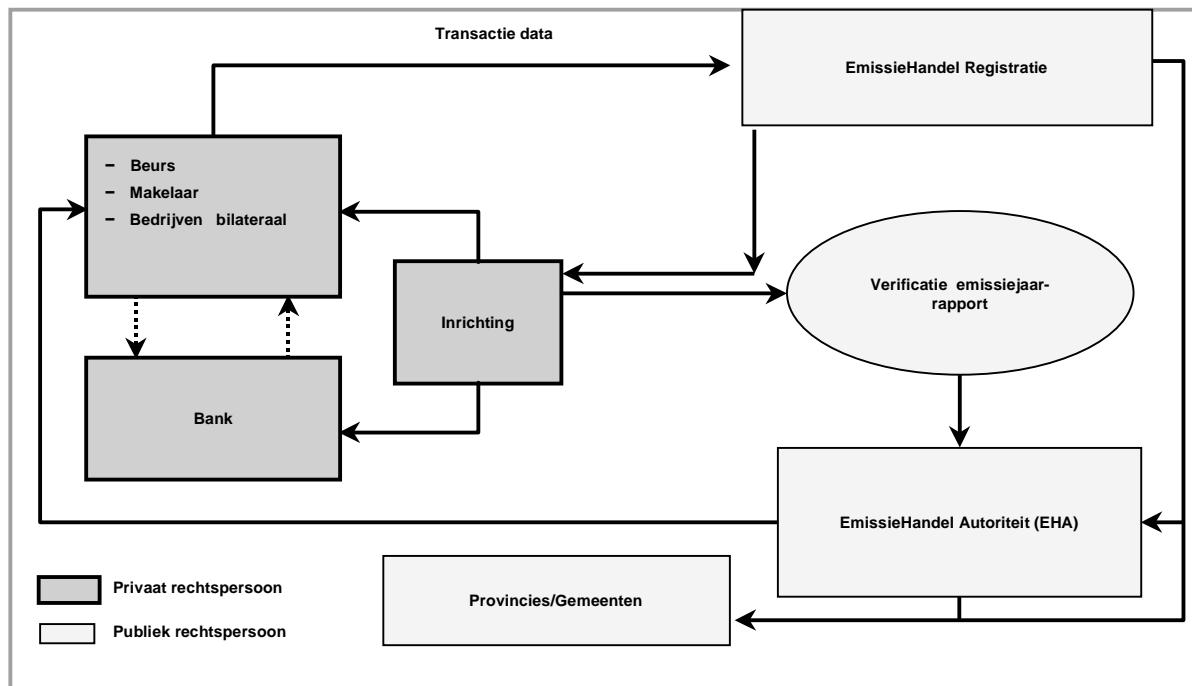 Transactie data
EmissieHandel Registratie
– Beurs
– Makelaar
– Bedrijven bilateraal
Verificatie emissiejaar-
rapport
Inrichting
Bank
EmissieHandel Autoriteit (EHA)
Privaat rechtspersoon
Provincies/Gemeenten
Publiek rechtspersoon